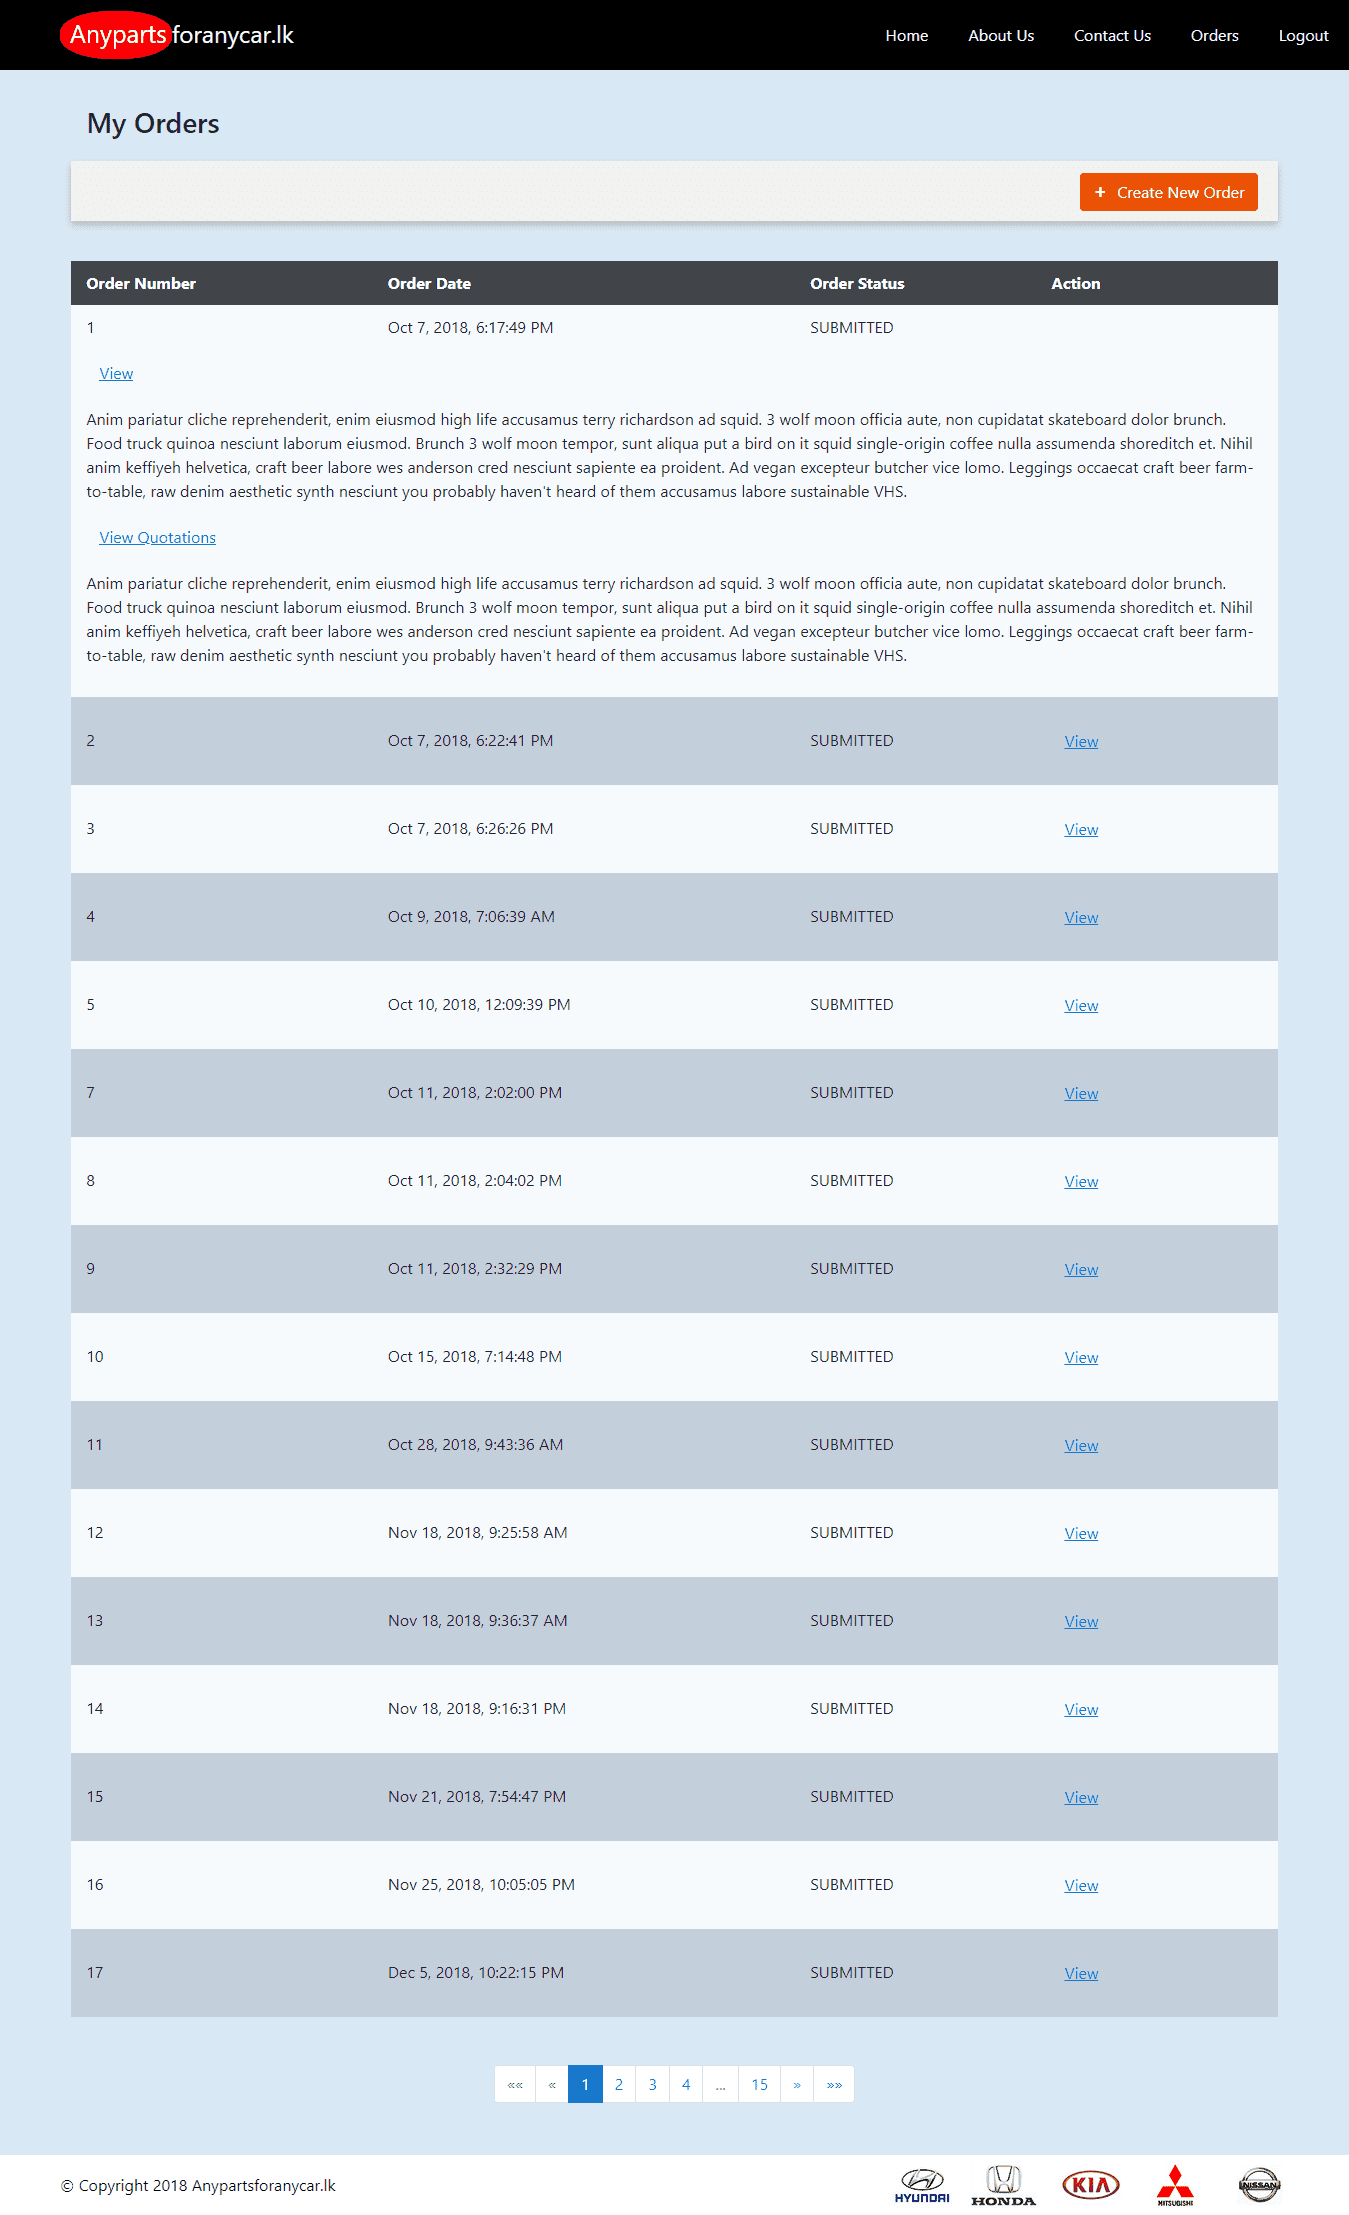 Anypartsforanycar.lk
Home About Us Contact Us Orders Logout
My Orders
+ Create New Order
Order Number Order Date Order Status Action
1 Oct 7, 2018, 6:17:49 PM SUBMITTED
View
Anim pariatur cliche reprehenderit, enim eiusmod high life accusamus terry richardson ad squid. 3 wolf moon officia aute, non cupidatat skateboard dolor brunch.
Food truck quinoa nesciunt laborum eiusmod. Brunch 3 wolf moon tempor, sunt aliqua put a bird on it squid single-origin coffee nulla assumenda shoreditch et. Nihil
anim keffiyeh helvetica, craft beer labore wes anderson cred nesciunt sapiente ea proident. Ad vegan excepteur butcher vice lomo. Leggings occaecat craft beer farm-
to-table, raw denim aesthetic synth nesciunt you probably haven't heard of them accusamus labore sustainable VHS.
View Quotations
Anim pariatur cliche reprehenderit, enim eiusmod high life accusamus terry richardson ad squid. 3 wolf moon officia aute, non cupidatat skateboard dolor brunch.
Food truck quinoa nesciunt laborum eiusmod. Brunch 3 wolf moon tempor, sunt aliqua put a bird on it squid single-origin coffee nulla assumenda shoreditch et. Nihil
anim keffiyeh helvetica, craft beer labore wes anderson cred nesciunt sapiente ea proident. Ad vegan excepteur butcher vice lomo. Leggings occaecat craft beer farm-
to-table, raw denim aesthetic synth nesciunt you probably haven't heard of them accusamus labore sustainable VHS.
2 Oct 7, 2018, 6:22:41 PM SUBMITTED View
3 Oct 7, 2018, 6:26:26 PM SUBMITTED View
4 Oct 9, 2018, 7:06:39 AM SUBMITTED View
5 Oct 10, 2018, 12:09:39 PM SUBMITTED View
7 Oct 11, 2018, 2:02:00 PM SUBMITTED View
8 Oct 11, 2018, 2:04:02 PM SUBMITTED View
9 Oct 11, 2018, 2:32:29 PM SUBMITTED View
10 Oct 15, 2018, 7:14:48 PM SUBMITTED View
11 Oct 28, 2018, 9:43:36 AM SUBMITTED View
12 Nov 18, 2018, 9:25:58 AM SUBMITTED View
13 Nov 18, 2018, 9:36:37 AM SUBMITTED View
14 Nov 18, 2018, 9:16:31 PM SUBMITTED View
15 Nov 21, 2018, 7:54:47 PM SUBMITTED View
16 Nov 25, 2018, 10:05:05 PM SUBMITTED View
17 Dec 5, 2018, 10:22:15 PM SUBMITTED View
«« « 1 2 3 4 ... 15 » »»
© Copyright 2018 Anypartsforanycar.lk HYUNDAI HONDA KIA MITSUBISHI NISSAN